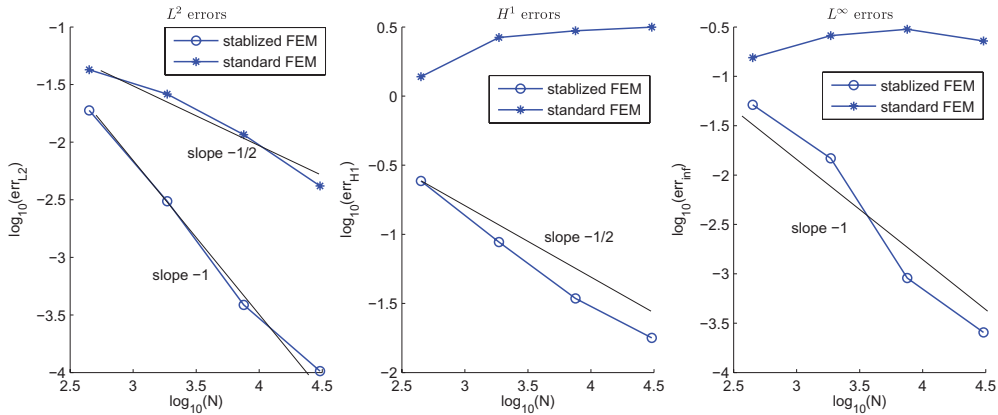 L² errors
stablized FEM
standard FEM
slope −1/2
slope −1
log₁₀(err_L2)
log₁₀(N)
−1
−1.5
−2
−2.5
−3
−3.5
−4
2.5 3 3.5 4 4.5
H¹ errors
stablized FEM
standard FEM
slope −1/2
log₁₀(err_H1)
log₁₀(N)
0.5
0
−0.5
−1
−1.5
−2
2.5 3 3.5 4 4.5
L^∞ errors
stablized FEM
standard FEM
slope −1
log₁₀(err_inf)
log₁₀(N)
−0.5
−1
−1.5
−2
−2.5
−3
−3.5
−4
2.5 3 3.5 4 4.5